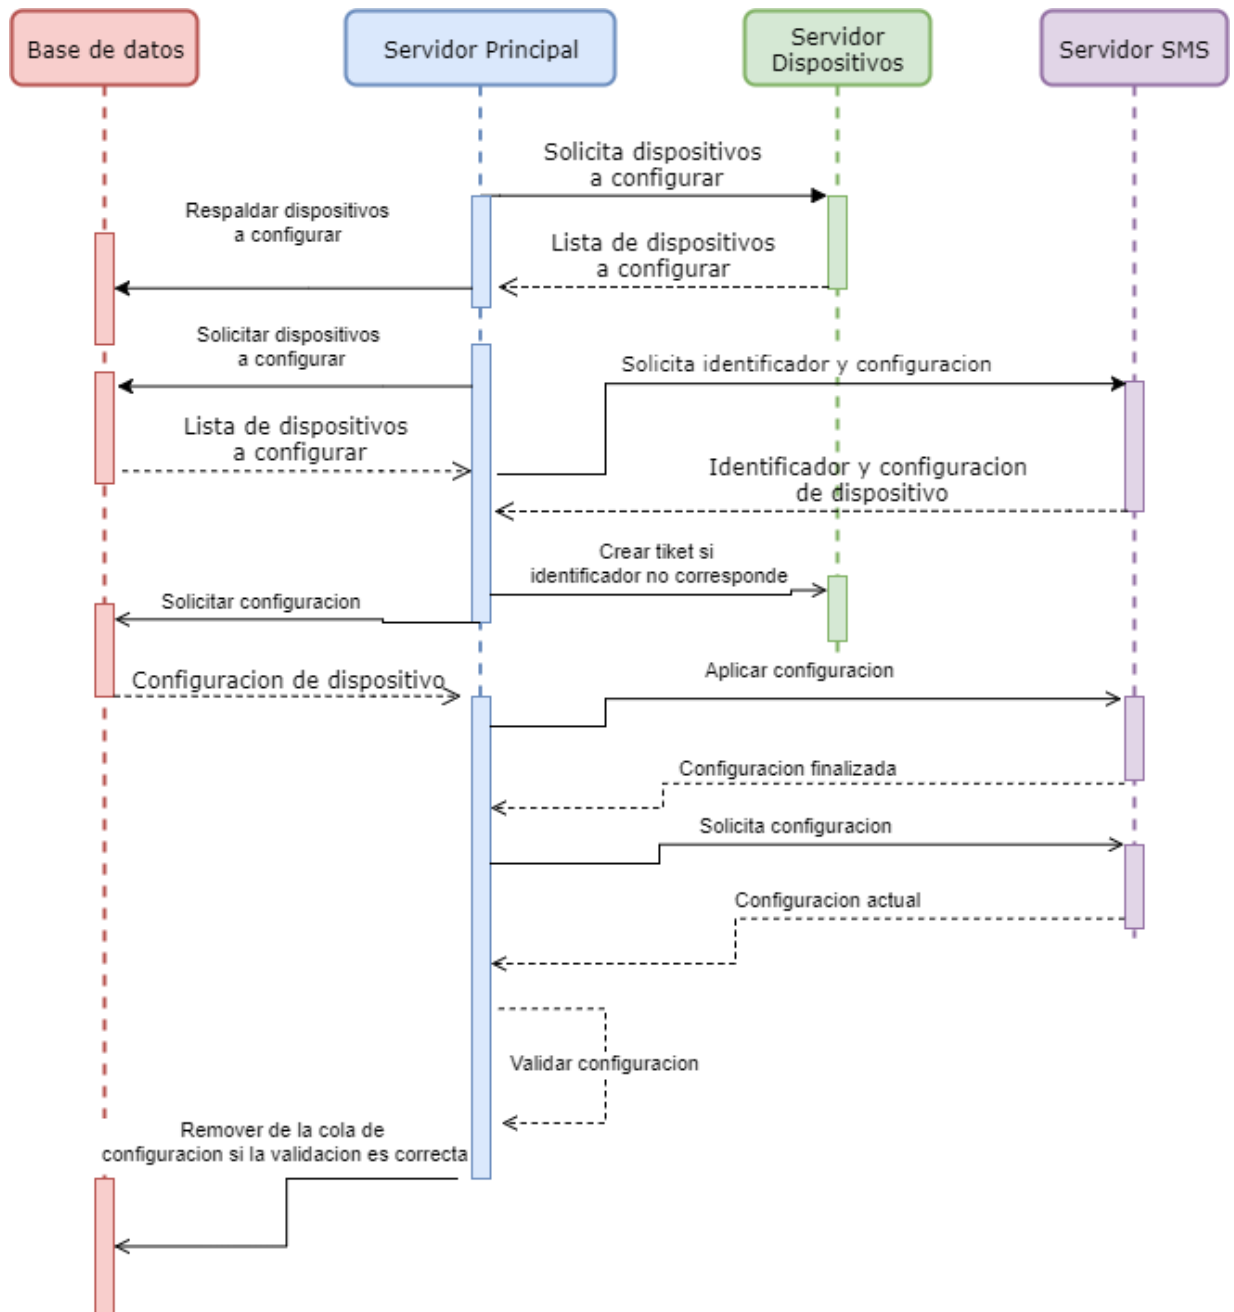 Base de datos
Servidor Principal
Servidor
Dispositivos
Servidor SMS
Solicita dispositivos
a configurar
Respaldar dispositivos
a configurar
Lista de dispositivos
a configurar
Solicitar dispositivos
a configurar
Solicita identificador y configuracion
Lista de dispositivos
a configurar
Identificador y configuracion
de dispositivo
Crear tiket si
identificador no corresponde
Solicitar configuracion
Configuracion de dispositivo
Aplicar configuracion
Configuracion finalizada
Solicita configuracion
Configuracion actual
Validar configuracion
Remover de la cola de
configuracion si la validacion es correcta